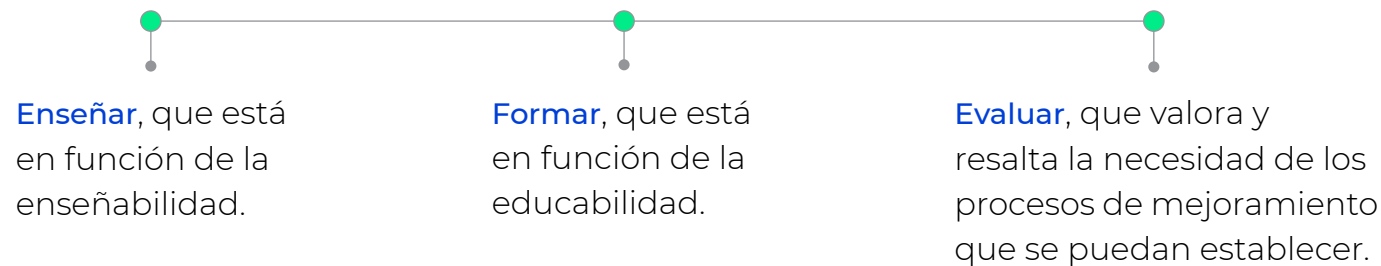 Enseñar, que está
en función de la
enseñabilidad.
Formar, que está
en función de la
educabilidad.
Evaluar, que valora y
resalta la necesidad de los
procesos de mejoramiento
que se puedan establecer.